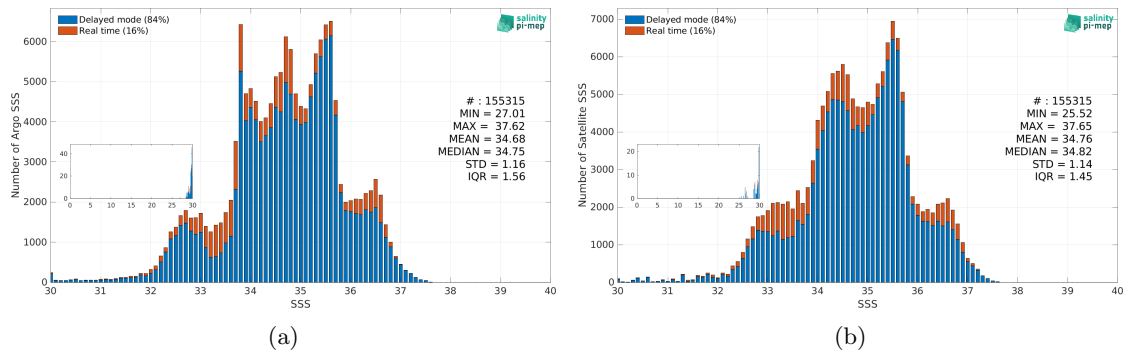 Delayed mode (84%)
Real time (16%)
salinity
pi-mep
6000
5000
4000
3000
2000
1000
0
Number of Argo SSS
# : 155315
MIN = 27.01
MAX = 37.62
MEAN = 34.68
MEDIAN = 34.75
STD = 1.16
IQR = 1.56
40
20
0
0 5 10 15 20 25 30
30 31 32 33 34 35 36 37 38 39 40
SSS
(a)
Delayed mode (84%)
Real time (16%)
salinity
pi-mep
7000
6000
5000
4000
3000
2000
1000
0
Number of Satellite SSS
# : 155315
MIN = 25.52
MAX = 37.65
MEAN = 34.76
MEDIAN = 34.82
STD = 1.14
IQR = 1.45
20
10
0
0 5 10 15 20 25 30
30 31 32 33 34 35 36 37 38 39 40
SSS
(b)